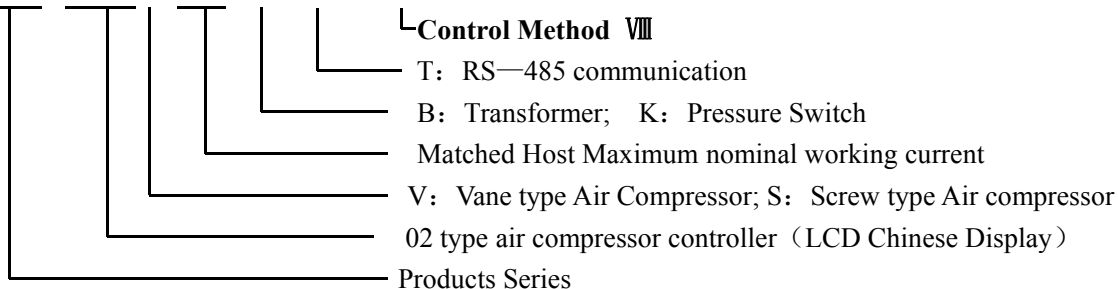 Control Method Ⅷ
T：RS—485 communication
B：Transformer; K：Pressure Switch
Matched Host Maximum nominal working current
V：Vane type Air Compressor; S：Screw type Air compressor
02 type air compressor controller（LCD Chinese Display）
Products Series